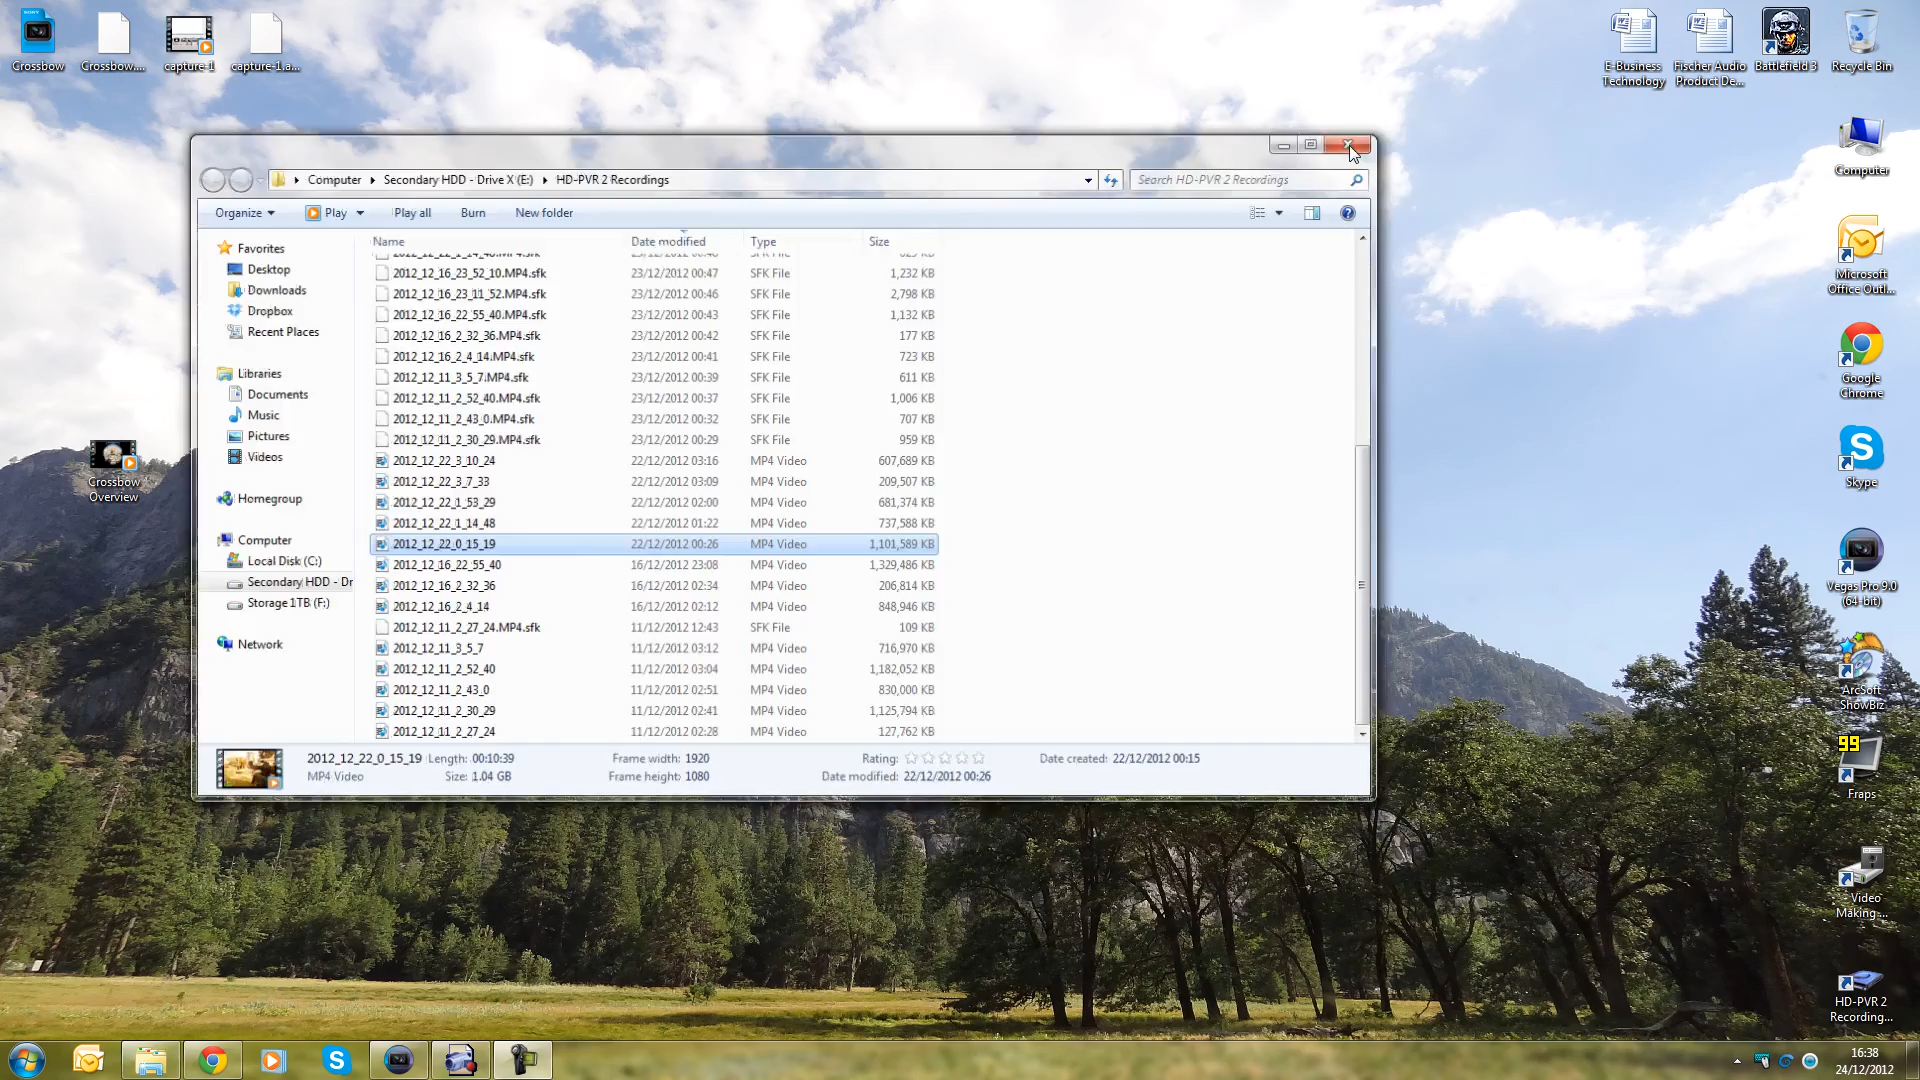 SONY
Crossbow
Crossbow....
capture-1
capture-1.a...
E-Business
Technology
Fischer Audio
Product De...
Battlefield 3
Recycle Bin
Computer
Microsoft
Office Outl...
Google
Chrome
Skype
Vegas Pro 9.0
(64-bit)
ArcSoft
ShowBiz
99
Fraps
Video
Making -...
HD-PVR 2
Recording...
Crossbow
Overview
Computer
Secondary HDD - Drive X (E:)
HD-PVR 2 Recordings
Search HD-PVR 2 Recordings
Organize
Play
Play all
Burn
New folder
Favorites
Desktop
Downloads
Dropbox
Recent Places
Libraries
Documents
Music
Pictures
Videos
Homegroup
Computer
Local Disk (C:)
Secondary HDD - Dr
Storage 1TB (F:)
Network
Name Date modified Type Size
2012_12_16_23_52_10.MP4.sfk 23/12/2012 00:47 SFK File 1,232 KB
2012_12_16_23_11_52.MP4.sfk 23/12/2012 00:46 SFK File 2,798 KB
2012_12_16_22_55_40.MP4.sfk 23/12/2012 00:43 SFK File 1,132 KB
2012_12_16_2_32_36.MP4.sfk 23/12/2012 00:42 SFK File 177 KB
2012_12_16_2_4_14.MP4.sfk 23/12/2012 00:41 SFK File 723 KB
2012_12_11_3_5_7.MP4.sfk 23/12/2012 00:39 SFK File 611 KB
2012_12_11_2_52_40.MP4.sfk 23/12/2012 00:37 SFK File 1,006 KB
2012_12_11_2_43_0.MP4.sfk 23/12/2012 00:32 SFK File 707 KB
2012_12_11_2_30_29.MP4.sfk 23/12/2012 00:29 SFK File 959 KB
2012_12_22_3_10_24 22/12/2012 03:16 MP4 Video 607,689 KB
2012_12_22_3_7_33 22/12/2012 03:09 MP4 Video 209,507 KB
2012_12_22_1_53_29 22/12/2012 02:00 MP4 Video 681,374 KB
2012_12_22_1_14_48 22/12/2012 01:22 MP4 Video 737,588 KB
2012_12_22_0_15_19 22/12/2012 00:26 MP4 Video 1,101,589 KB
2012_12_16_22_55_40 16/12/2012 23:08 MP4 Video 1,329,486 KB
2012_12_16_2_32_36 16/12/2012 02:34 MP4 Video 206,814 KB
2012_12_16_2_4_14 16/12/2012 02:12 MP4 Video 848,946 KB
2012_12_11_2_27_24.MP4.sfk 11/12/2012 12:43 SFK File 109 KB
2012_12_11_3_5_7 11/12/2012 03:12 MP4 Video 716,970 KB
2012_12_11_2_52_40 11/12/2012 03:04 MP4 Video 1,182,052 KB
2012_12_11_2_43_0 11/12/2012 02:51 MP4 Video 830,000 KB
2012_12_11_2_30_29 11/12/2012 02:41 MP4 Video 1,125,794 KB
2012_12_11_2_27_24 11/12/2012 02:28 MP4 Video 127,762 KB
2012_12_22_0_15_19 Length: 00:10:39 Frame width: 1920 Rating: Date created: 22/12/2012 00:15
MP4 Video Size: 1.04 GB Frame height: 1080 Date modified: 22/12/2012 00:26
16:38
24/12/2012